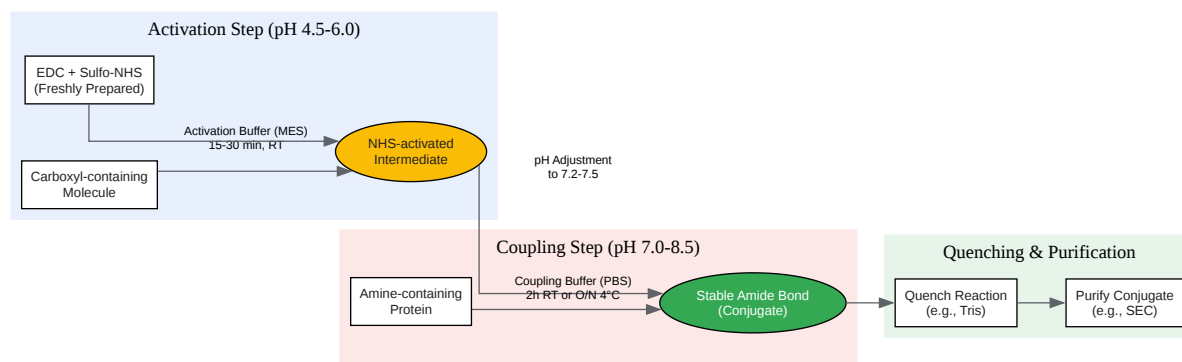 Activation Step (pH 4.5-6.0)
EDC + Sulfo-NHS
(Freshly Prepared)
Activation Buffer (MES)
15-30 min, RT
NHS-activated
Intermediate
Carboxyl-containing
Molecule
pH Adjustment
to 7.2-7.5
Coupling Step (pH 7.0-8.5)
Amine-containing
Protein
Coupling Buffer (PBS)
2h RT or O/N 4°C
Stable Amide Bond
(Conjugate)
Quenching & Purification
Quench Reaction
(e.g., Tris)
Purify Conjugate
(e.g., SEC)